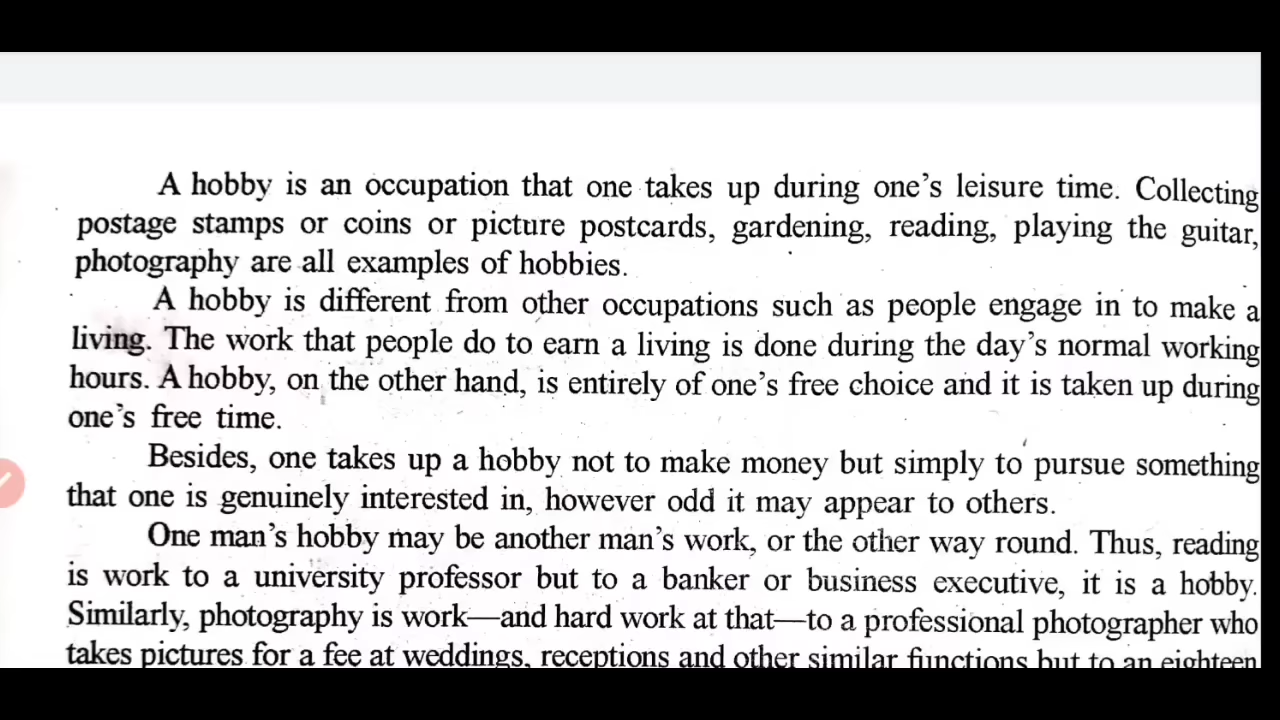 A hobby is an occupation that one takes up during one's leisure time. Collecting
postage stamps or coins or picture postcards, gardening, reading, playing the guitar,
photography are all examples of hobbies.
A hobby is different from other occupations such as people engage in to make a
living. The work that people do to earn a living is done during the day's normal working
hours. A hobby, on the other hand, is entirely of one's free choice and it is taken up during
one's free time.
Besides, one takes up a hobby not to make money but simply to pursue something
that one is genuinely interested in, however odd it may appear to others.
One man's hobby may be another man's work, or the other way round. Thus, reading
is work to a university professor but to a banker or business executive, it is a hobby.
Similarly, photography is work—and hard work at that—to a professional photographer who
takes pictures for a fee at weddings, receptions and other similar functions but to an eighteen